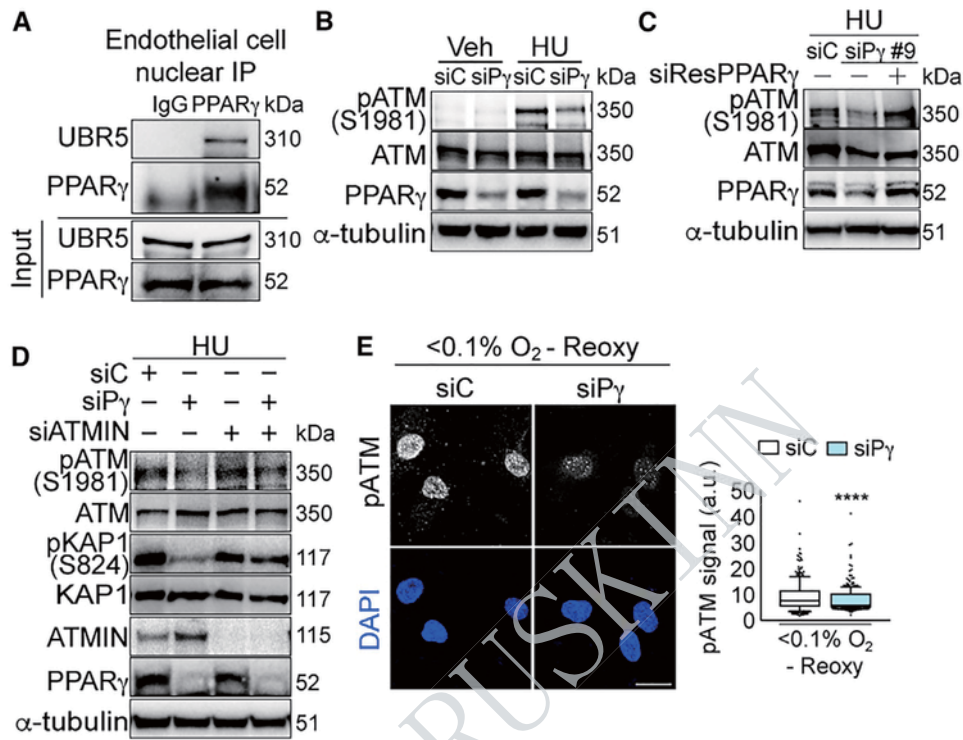 A
Endothelial cell
nuclear IP
IgG PPARγ kDa
UBR5 310
PPARγ 52
Input
UBR5 310
PPARγ 52
B
Veh HU
siC siPγ siC siPγ kDa
pATM
(S1981) 350
ATM 350
PPARγ 52
α-tubulin 51
C
HU
siC siPγ #9
siResPPARγ − − + kDa
pATM
(S1981) 350
ATM 350
PPARγ 52
α-tubulin 51
D
HU
siC + − − −
siPγ − + − +
siATMIN − − + + kDa
pATM
(S1981) 350
ATM 350
pKAP1
(S824) 117
KAP1 117
ATMIN 115
PPARγ 52
α-tubulin 51
E
<0.1% O₂ - Reoxy
siC siPγ
pATM
DAPI
siC siPγ
pATM signal (a.u.)
50
40
30
20
10
0
****
<0.1% O₂
- Reoxy
RUSKINN